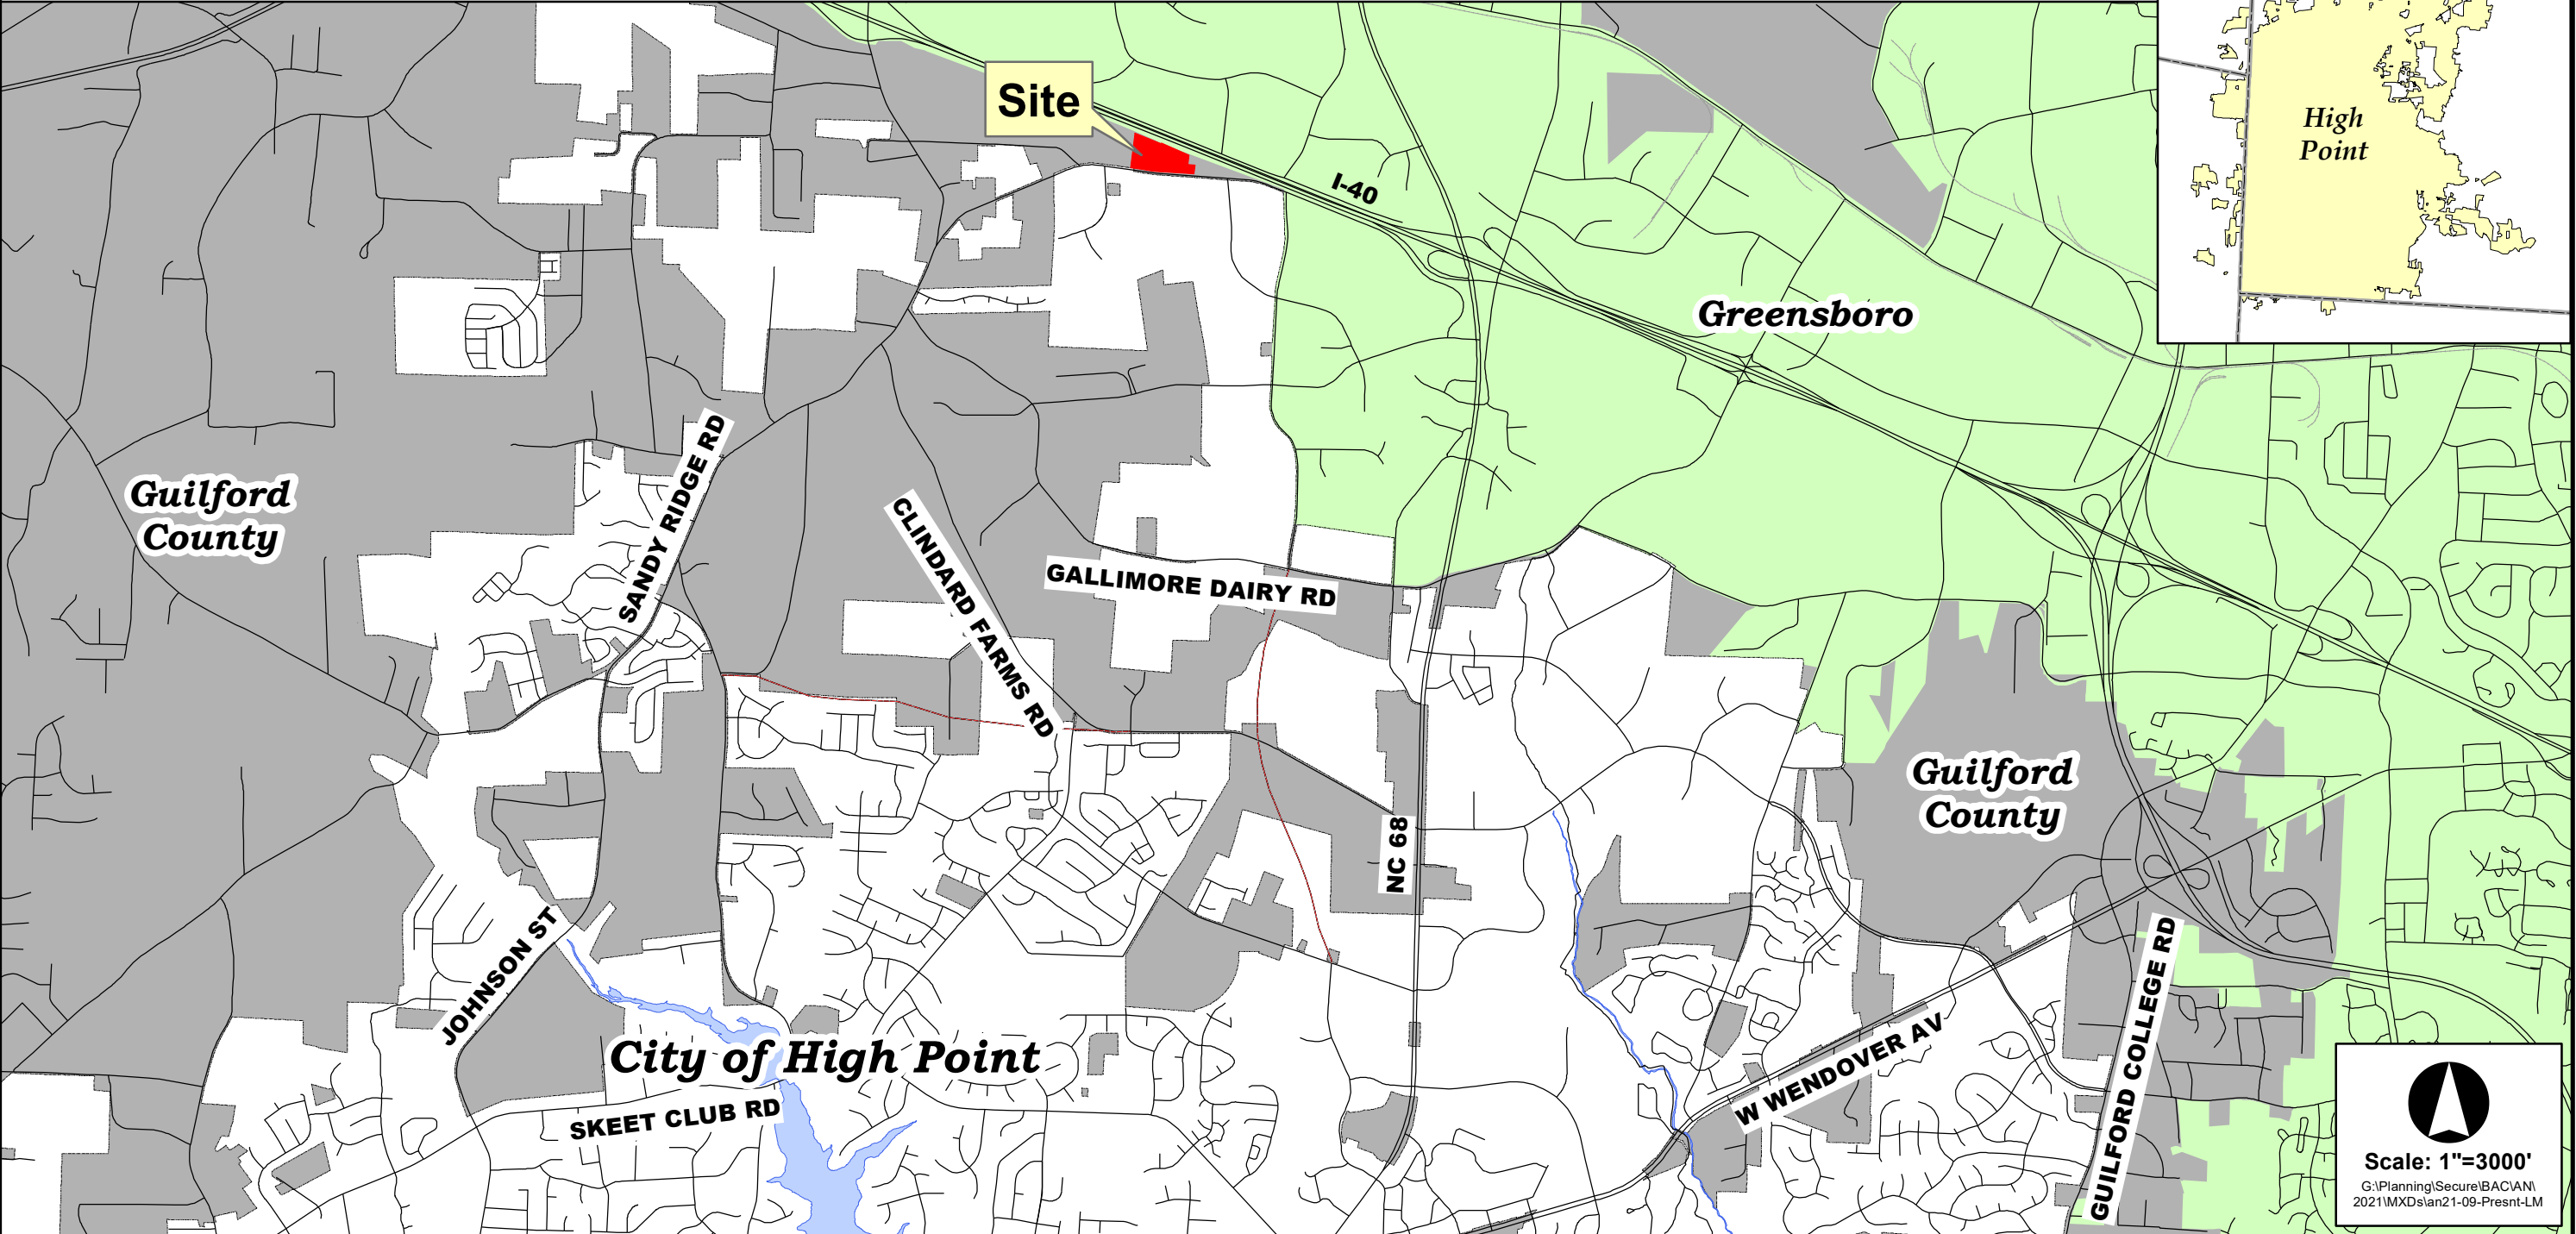 Site
High
Point
I-40
Greensboro
Guilford
County
SANDY RIDGE RD
CLINDARD FARMS RD
GALLIMORE DAIRY RD
Guilford
County
NC 68
JOHNSON ST
City of High Point
SKEET CLUB RD
W WENDOVER AV
GUILFORD COLLEGE RD
Scale: 1"=3000'
G:\Planning\Secure\BAC\AN\
2021\MXDs\an21-09-Presnt-LM